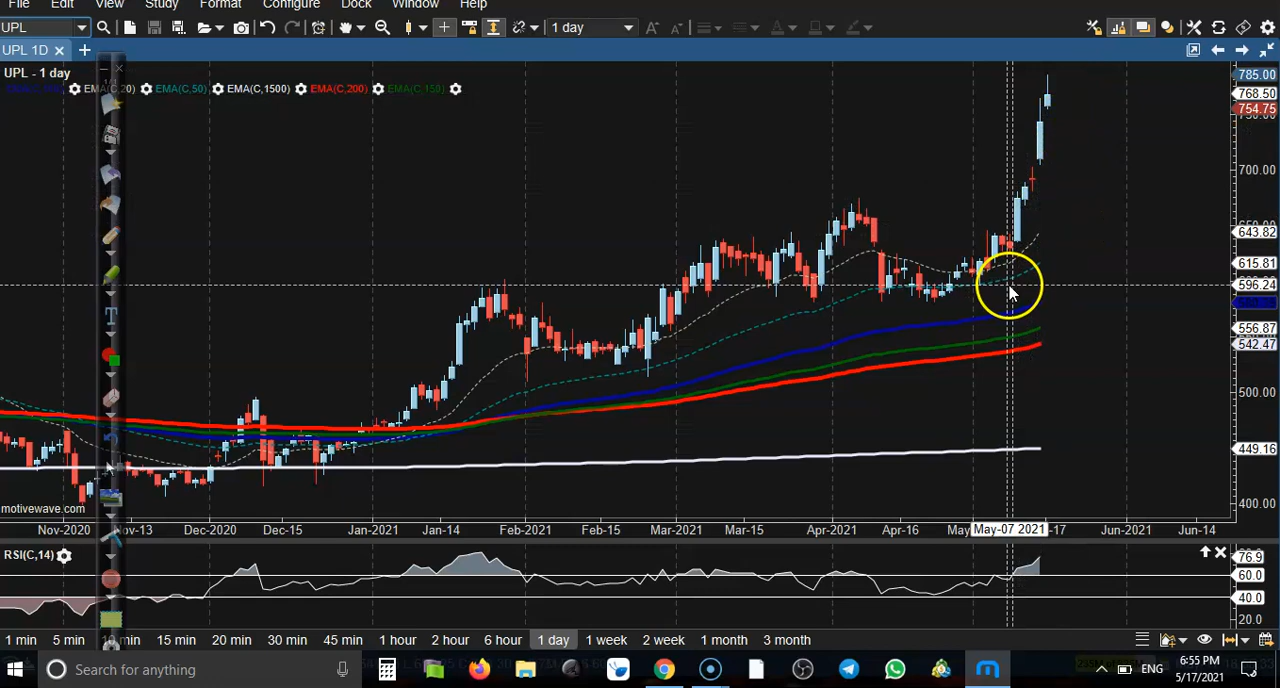 File Edit View Study Format Configure Dock Window Help
UPL 1 day
UPL 1D
UPL - 1 day
EMA(C,20) EMA(C,50) EMA(C,1500) EMA(C,200) EMA(C,150)
785.00
768.50
754.75
700.00
643.82
615.81
596.24
556.87
542.47
500.00
449.16
400.00
motivewave.com
Nov-2020 Nov-13 Dec-2020 Dec-15 Jan-2021 Jan-14 Feb-2021 Feb-15 Mar-2021 Mar-15 Apr-2021 Apr-16 May May-07 2021 -17 Jun-2021 Jun-14
RSI(C,14)
76.9
60.0
40.0
20.0
1 min 5 min 10 min 15 min 20 min 30 min 45 min 1 hour 2 hour 6 hour 1 day 1 week 2 week 1 month 3 month
Search for anything
ENG
6:55 PM
5/17/2021